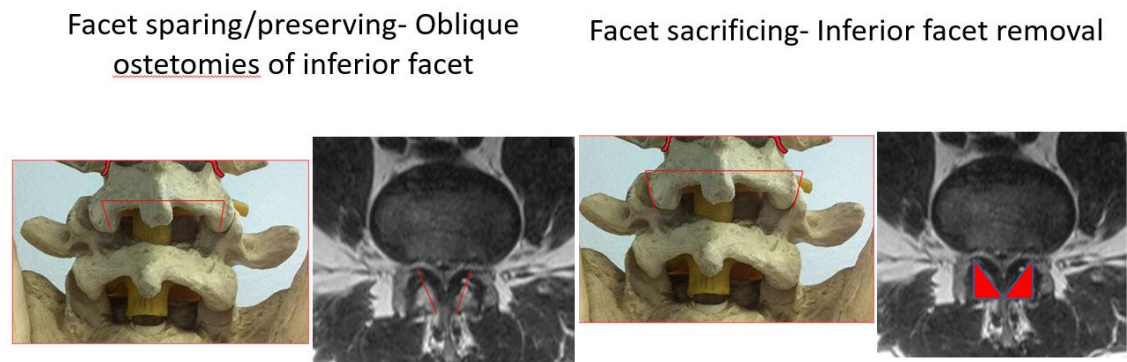 Facet sparing/preserving- Oblique
ostetomies of inferior facet
Facet sacrificing- Inferior facet removal